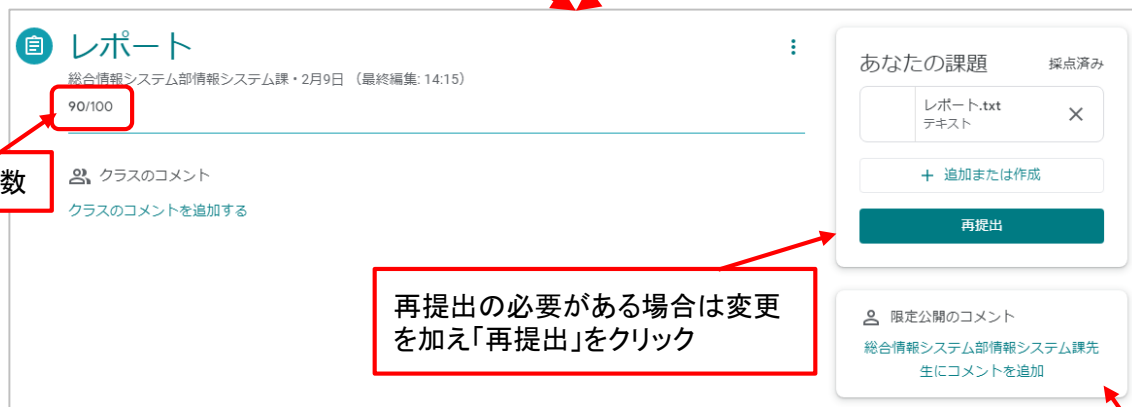 レポート
総合情報システム部情報システム課・2月9日 (最終編集: 14:15)
90/100
数
クラスのコメント
クラスのコメントを追加する
再提出の必要がある場合は変更
を加え「再提出」をクリック
あなたの課題 採点済み
レポート.txt
テキスト
+ 追加または作成
再提出
限定公開のコメント
総合情報システム部情報システム課先
生にコメントを追加